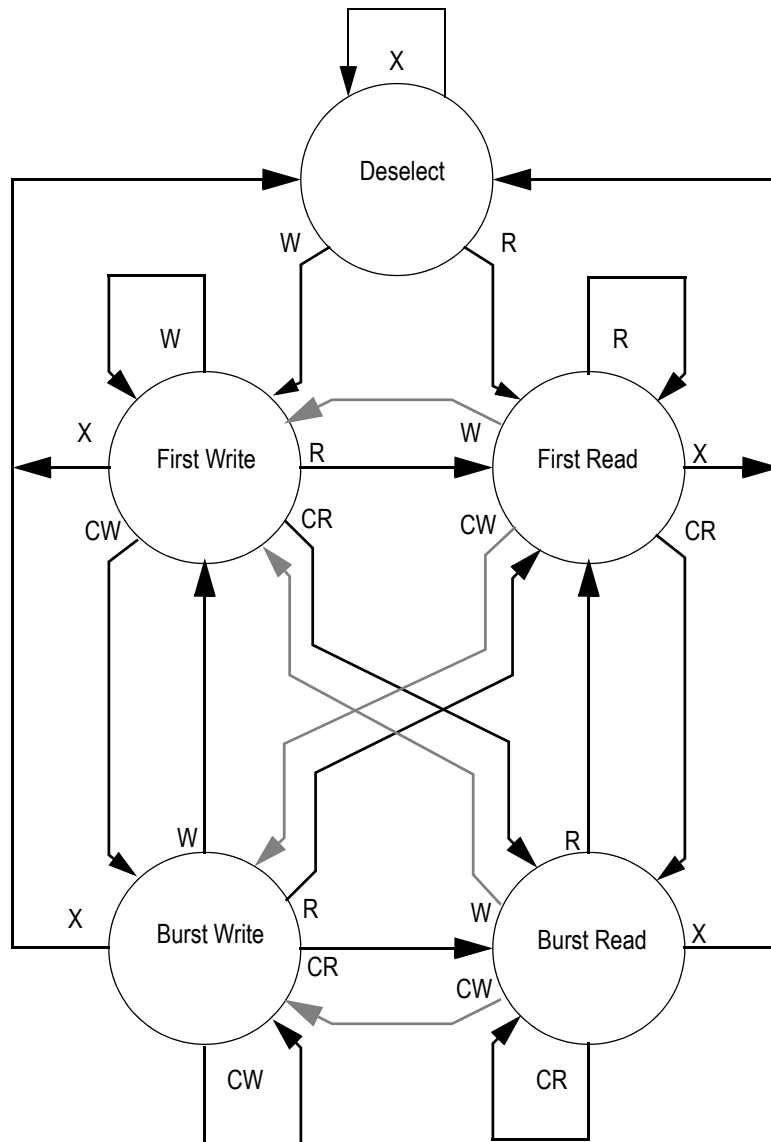 X
Deselect
W
R
W
R
X
W
First Write
R
First Read
X
CW
CR
CW
CR
W
R
X
R
W
Burst Write
Burst Read
X
CR
CW
CW
CR